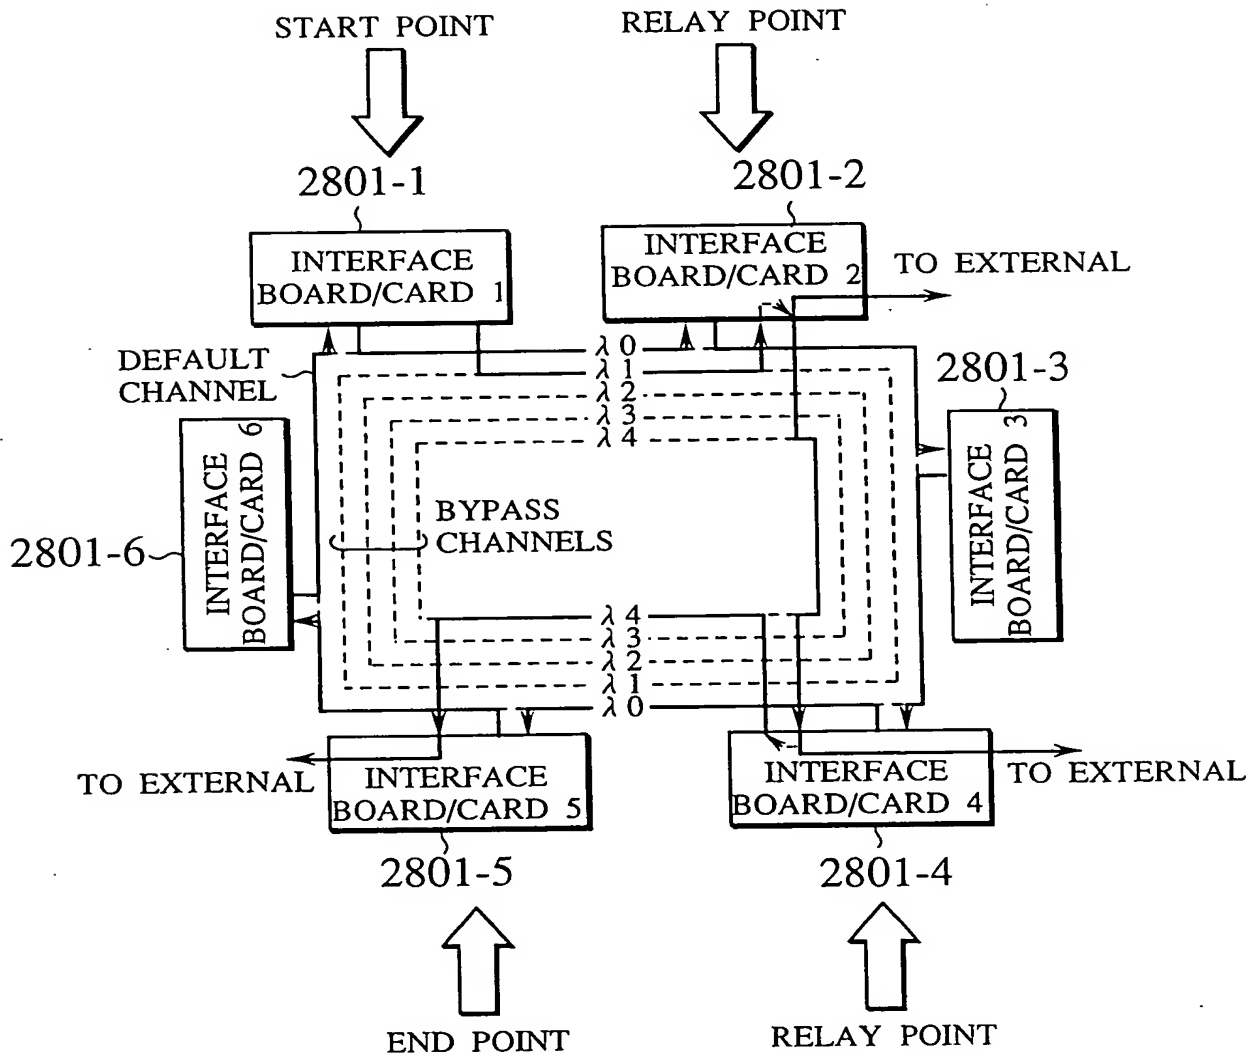 START POINT
RELAY POINT
2801-1
2801-2
INTERFACE
BOARD/CARD 1
INTERFACE
BOARD/CARD 2
TO EXTERNAL
DEFAULT
CHANNEL
λ 0
λ 1
λ 2
λ 3
λ 4
2801-3
INTERFACE
BOARD/CARD 3
INTERFACE
BOARD/CARD 6
2801-6
BYPASS
CHANNELS
λ 4
λ 3
λ 2
λ 1
λ 0
TO EXTERNAL
INTERFACE
BOARD/CARD 5
INTERFACE
BOARD/CARD 4
TO EXTERNAL
2801-5
2801-4
END POINT
RELAY POINT